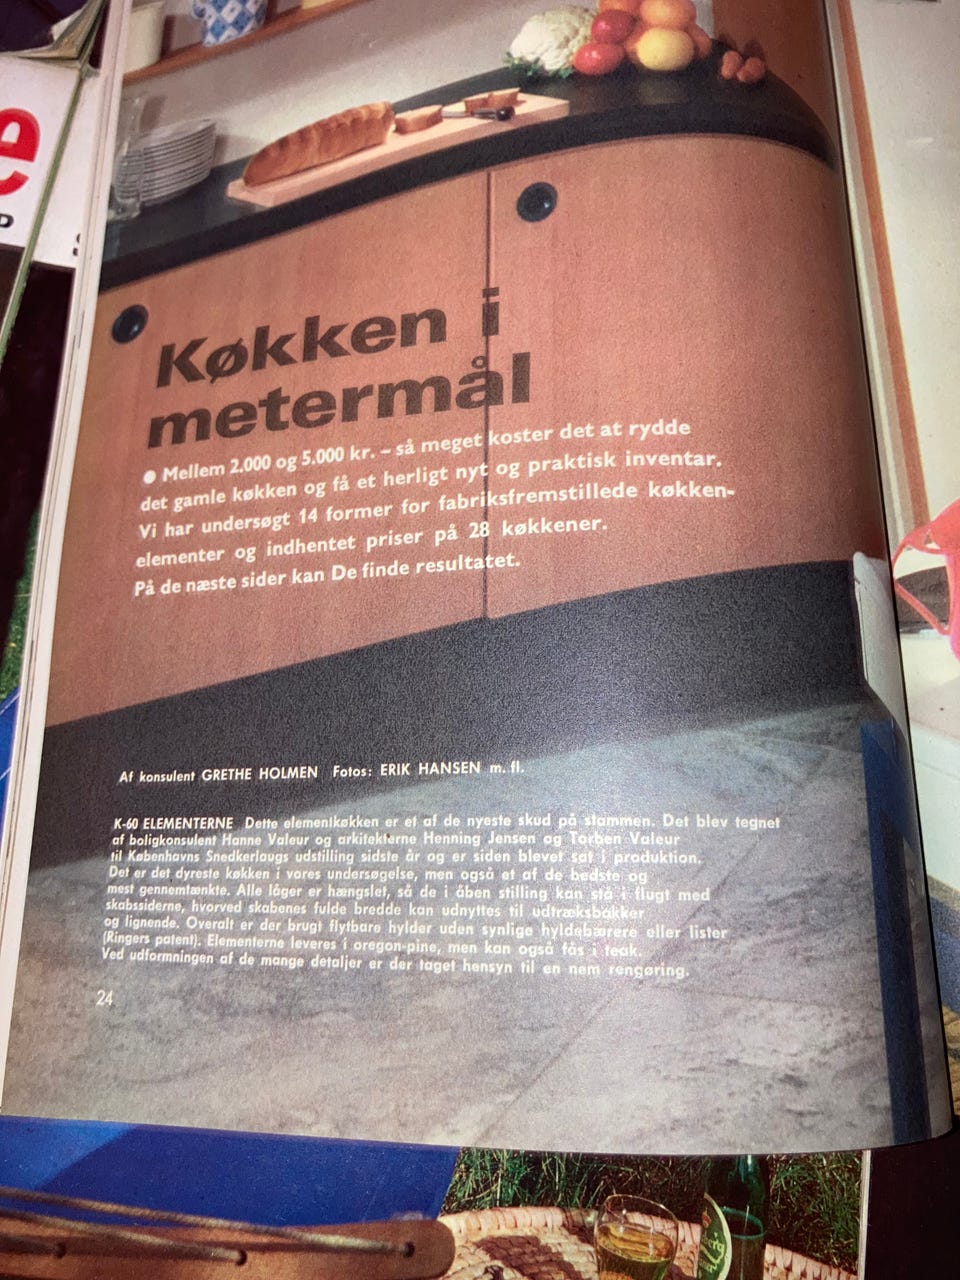 e
D
Køkken i
metermål
● Mellem 2.000 og 5.000 kr. – så meget koster det at rydde
det gamle køkken og få et herligt nyt og praktisk inventar.
Vi har undersøgt 14 former for fabriksfremstillede køkken-
elementer og indhentet priser på 28 køkkener.
På de næste sider kan De finde resultatet.
Af konsulent GRETHE HOLMEN Fotos: ERIK HANSEN m. fl.
K-60 ELEMENTERNE Dette elementkøkken er et af de nyeste skud på stammen. Det blev tegnet
af boligkonsulent Hanne Valeur og arkitekterne Henning Jensen og Torben Valeur
til Københavns Snedkerlaugs udstilling sidste år og er siden blevet sat i produktion.
Det er det dyreste køkken i vores undersøgelse, men også et af de bedste og
mest gennemtænkte. Alle låger er hængslet, så de i åben stilling kan stå i flugt med
skabssiderne, hvorved skabenes fulde bredde kan udnyttes til udtræksbakker
og lignende. Overalt er der brugt flytbare hylder uden synlige hyldebærere eller lister
(Ringers patent). Elementerne leveres i oregon-pine, men kan også fås i teak.
Ved udformningen af de mange detaljer er der taget hensyn til en nem rengøring.
24